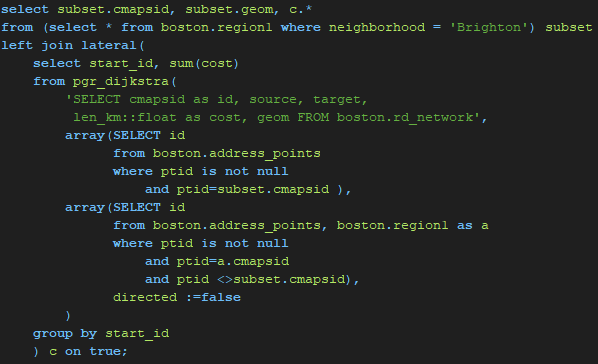 select subset.cmapsid, subset.geom, c.*
from (select * from boston.region1 where neighborhood = 'Brighton') subset
left join lateral(
select start_id, sum(cost)
from pgr_dijkstra(
'SELECT cmapsid as id, source, target,
len_km::float as cost, geom FROM boston.rd_network',
array(SELECT id
from boston.address_points
where ptid is not null
and ptid=subset.cmapsid ),
array(SELECT id
from boston.address_points, boston.region1 as a
where ptid is not null
and ptid=a.cmapsid
and ptid <>subset.cmapsid),
directed :=false
)
group by start_id
) c on true;